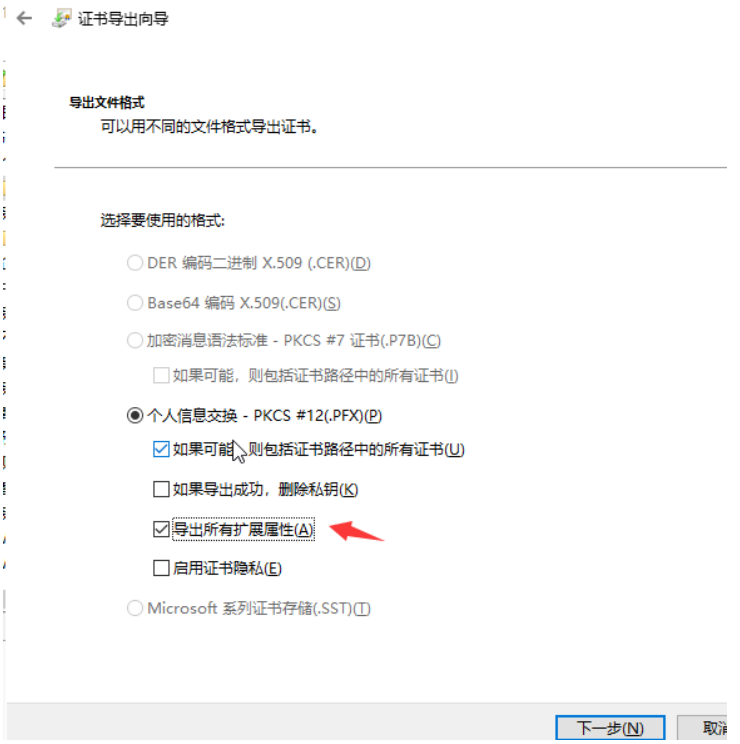 证书导出向导
导出文件格式
可以用不同的文件格式导出证书。
选择要使用的格式:
DER 编码二进制 X.509 (.CER)(D)
Base64 编码 X.509(.CER)(S)
加密消息语法标准 - PKCS #7 证书(.P7B)(C)
如果可能，则包括证书路径中的所有证书(I)
个人信息交换 - PKCS #12(.PFX)(P)
如果可能，则包括证书路径中的所有证书(U)
如果导出成功，删除私钥(K)
导出所有扩展属性(A)
启用证书隐私(E)
Microsoft 系列证书存储(.SST)(T)
下一步(N)
取